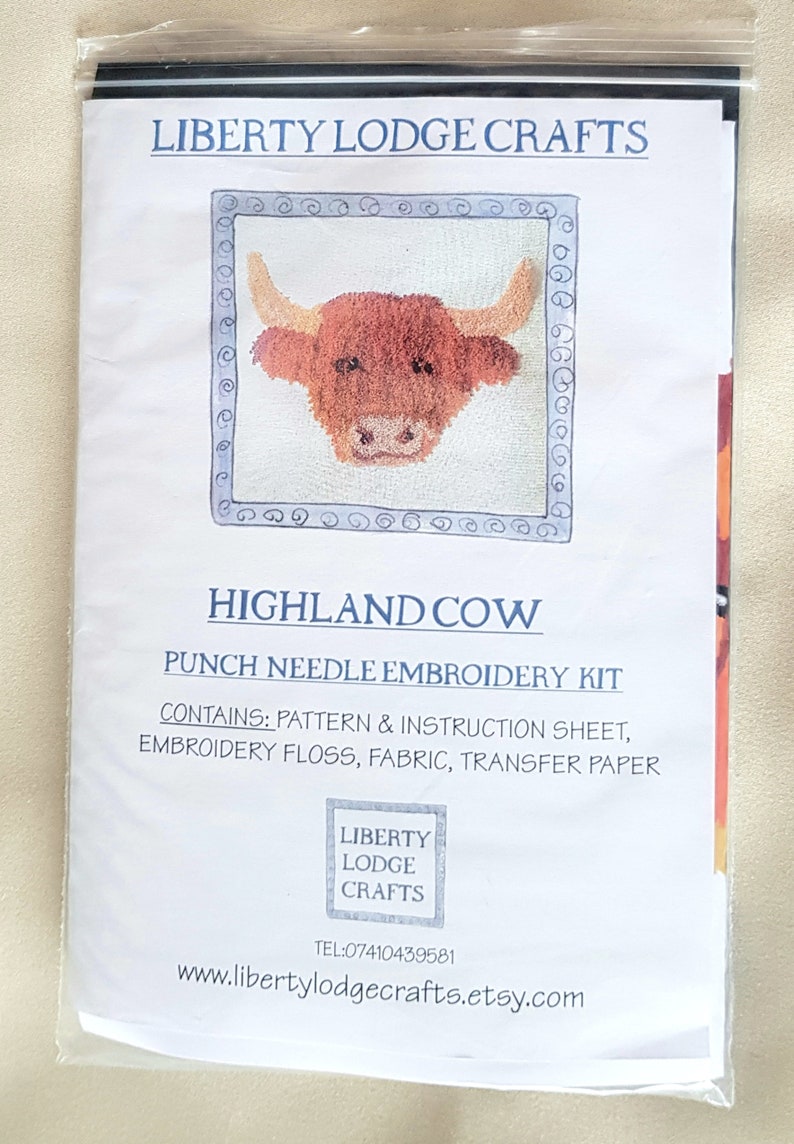 LIBERTY LODGE CRAFTS
HIGHLAND COW
PUNCH NEEDLE EMBROIDERY KIT
CONTAINS: PATTERN & INSTRUCTION SHEET,
EMBROIDERY FLOSS, FABRIC, TRANSFER PAPER
LIBERTY
LODGE
CRAFTS
TEL:07410439581
www.libertylodgecrafts.etsy.com